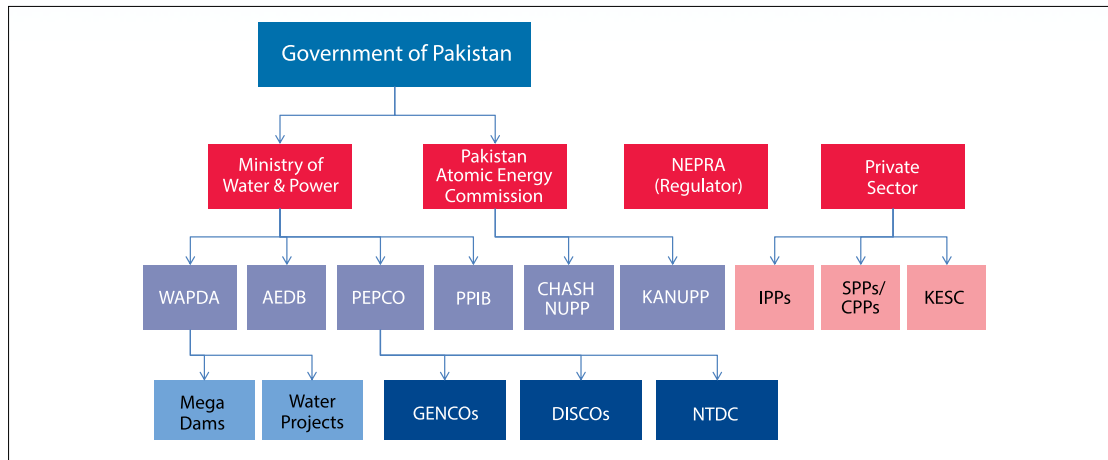 Government of Pakistan
Ministry of
Water & Power
Pakistan
Atomic Energy
Commission
NEPRA
(Regulator)
Private
Sector
WAPDA
AEDB
PEPCO
PPIB
CHASH
NUPP
KANUPP
IPPs
SPPs/
CPPs
KESC
Mega
Dams
Water
Projects
GENCOs
DISCOs
NTDC